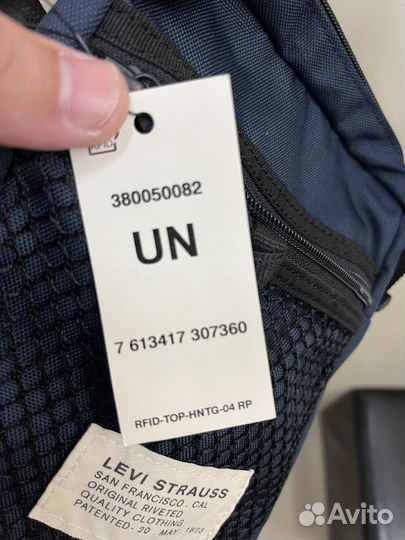 RFID
380050082
UN
7 613417 307360
RFID-TOP-HNTG-04 RP
LEVI STRAUSS
SAN FRANCISCO. CAL
ORIGINAL RIVETED
QUALITY CLOTHING
PATENTED- 20 MAY- 1873
Avito